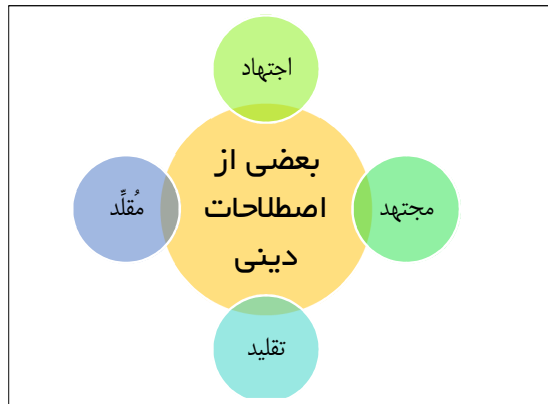 اجتهاد
بعضی از
اصطلاحات
دینی
مجتهد
مُقلِّد
تقلید